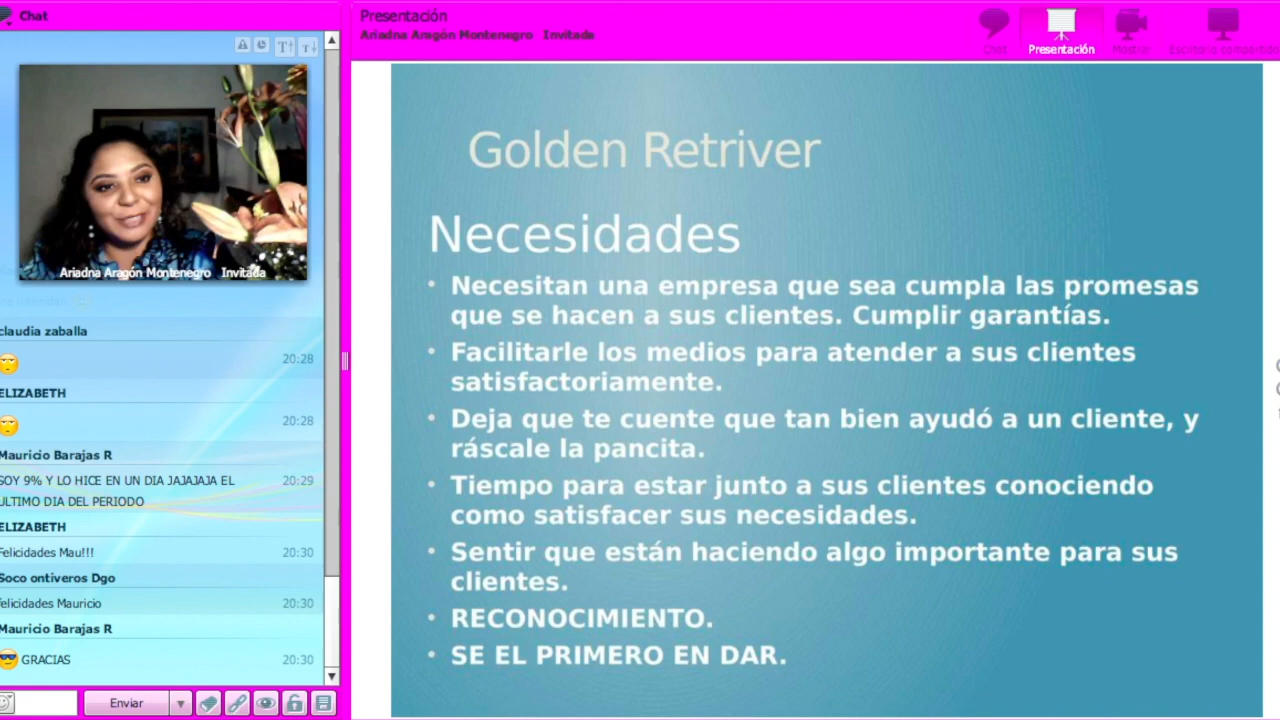 Chat
Ariadna Aragón Montenegro Invitada
claudia zaballa
20:28
ELIZABETH
20:28
Mauricio Barajas R
SOY 9% Y LO HICE EN UN DIA JAJAJAJA EL 20:29
ULTIMO DIA DEL PERIODO
ELIZABETH
Felicidades Mau!!! 20:30
Soco ontiveros Dgo
felicidades Mauricio 20:30
Mauricio Barajas R
GRACIAS 20:30
Enviar
Presentación
Ariadna Aragón Montenegro Invitada
Chat Presentación Mostrar Escritorio compartido
Golden Retriver
Necesidades
• Necesitan una empresa que sea cumpla las promesas
que se hacen a sus clientes. Cumplir garantías.
• Facilitarle los medios para atender a sus clientes
satisfactoriamente.
• Deja que te cuente que tan bien ayudó a un cliente, y
ráscale la pancita.
• Tiempo para estar junto a sus clientes conociendo
como satisfacer sus necesidades.
• Sentir que están haciendo algo importante para sus
clientes.
• RECONOCIMIENTO.
• SE EL PRIMERO EN DAR.